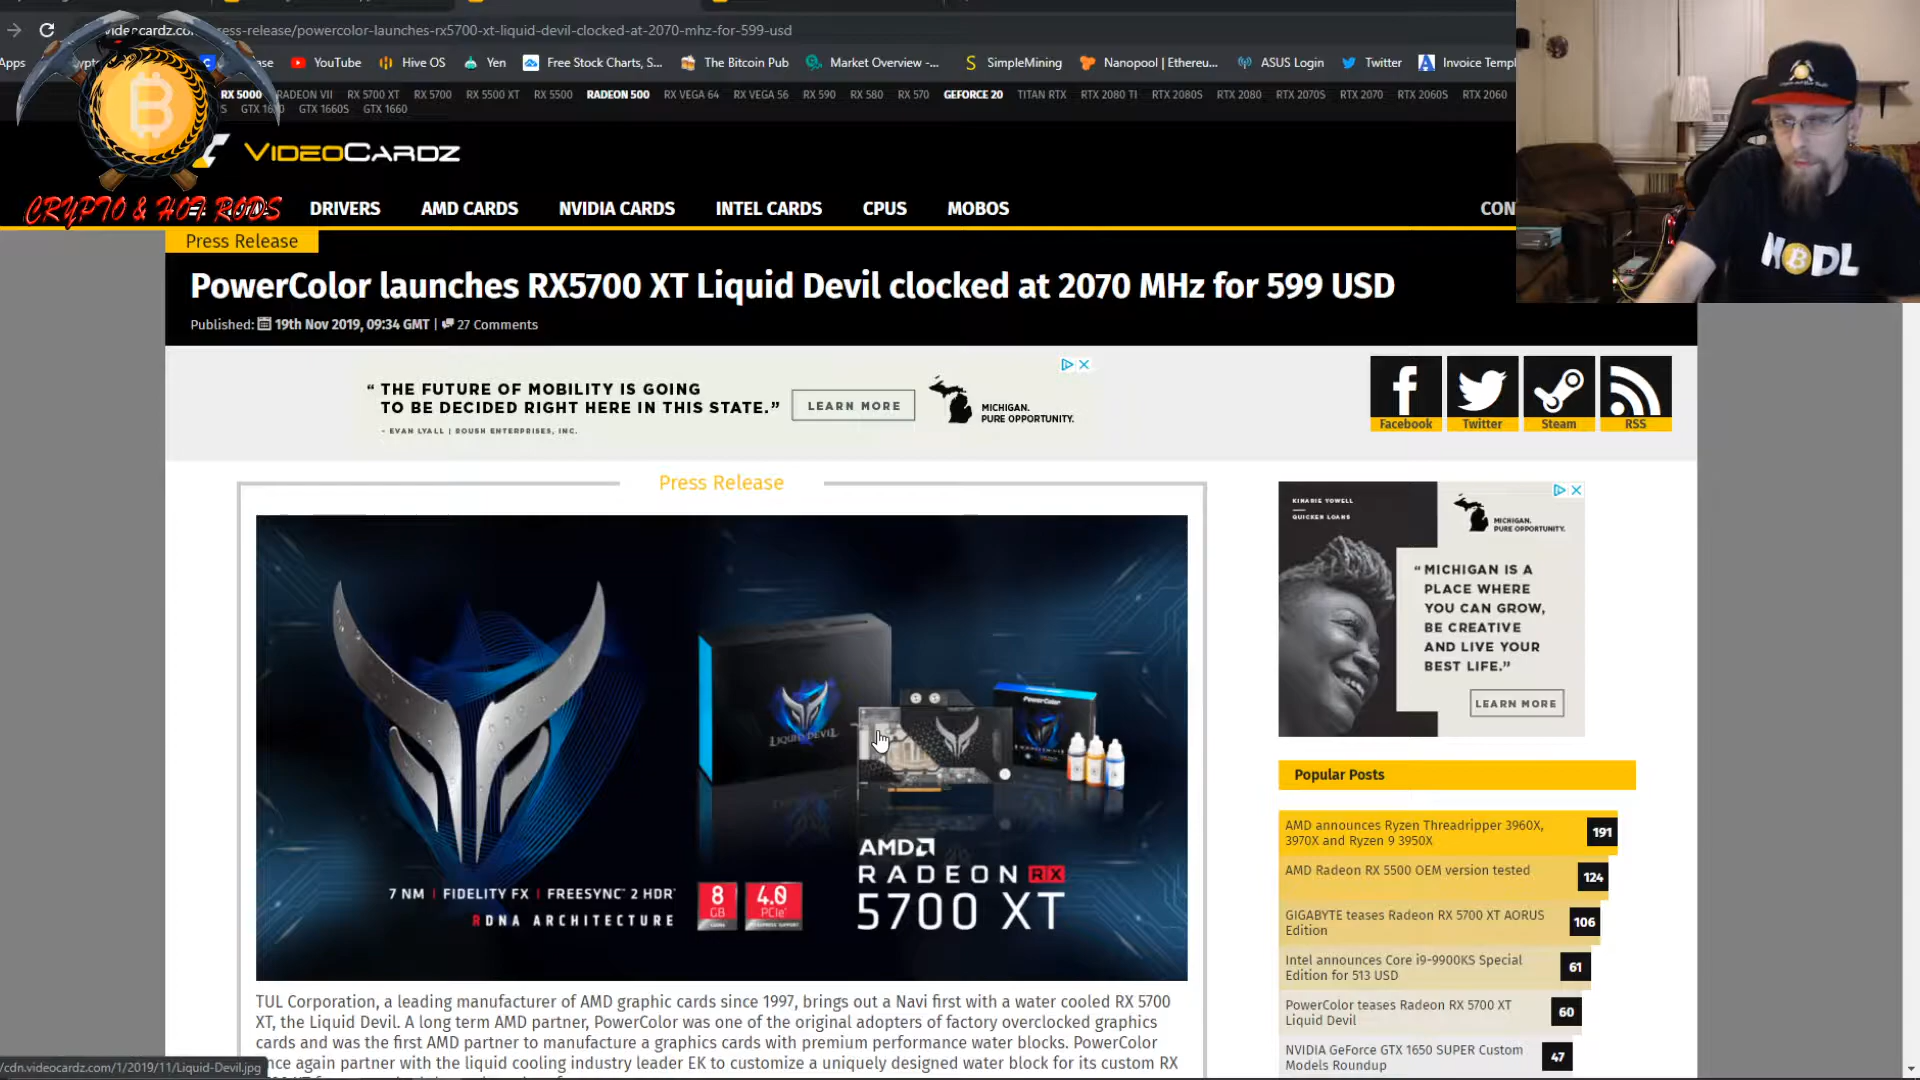 press-release/powercolor-launches-rx5700-xt-liquid-devil-clocked-at-2070-mhz-for-599-usd
Apps
YouTube
Hive OS
Yen
Free Stock Charts, S...
The Bitcoin Pub
Market Overview -...
SimpleMining
Nanopool | Ethereu...
ASUS Login
Twitter
Invoice Templ
RX 5000 RADEON VII RX 5700 XT RX 5700 RX 5500 XT RX 5500 RADEON 500 RX VEGA 64 RX VEGA 56 RX 590 RX 580 RX 570 GEFORCE 20 TITAN RTX RTX 2080 TI RTX 2080S RTX 2080 RTX 2070S RTX 2070 RTX 2060S RTX 2060
GTX 1660S GTX 1660
B
VIDEOCARDZ
CRYPTO & HOT RODS
DRIVERS AMD CARDS NVIDIA CARDS INTEL CARDS CPUS MOBOS CON
HODL
Press Release
PowerColor launches RX5700 XT Liquid Devil clocked at 2070 MHz for 599 USD
Published: 19th Nov 2019, 09:34 GMT | 27 Comments
“ THE FUTURE OF MOBILITY IS GOING
TO BE DECIDED RIGHT HERE IN THIS STATE.”
- EVAN LYALL | ROUSH ENTERPRISES, INC.
LEARN MORE
MICHIGAN.
PURE OPPORTUNITY.
Facebook
Twitter
Steam
RSS
Press Release
LIQUID DEVIL
PowerColor
AMD
RADEON RX
5700 XT
7 NM | FIDELITY FX | FREESYNC™ 2 HDR*
RDNA ARCHITECTURE
8
GB
4.0
PCIe
TUL Corporation, a leading manufacturer of AMD graphic cards since 1997, brings out a Navi first with a water cooled RX 5700
XT, the Liquid Devil. A long term AMD partner, PowerColor was one of the original adopters of factory overclocked graphics
cards and was the first AMD partner to manufacture a graphics cards with premium performance water blocks. PowerColor
nce again partner with the liquid cooling industry leader EK to customize a uniquely designed water block for its custom RX
/cdn.videocardz.com/1/2019/11/Liquid-Devil.jpg
KINARIE YOWELL
QUICKEN LOANS
MICHIGAN.
PURE OPPORTUNITY.
“MICHIGAN IS A
PLACE WHERE
YOU CAN GROW,
BE CREATIVE
AND LIVE YOUR
BEST LIFE.”
LEARN MORE
Popular Posts
AMD announces Ryzen Threadripper 3960X,
3970X and Ryzen 9 3950X
191
AMD Radeon RX 5500 OEM version tested
124
GIGABYTE teases Radeon RX 5700 XT AORUS
Edition
106
Intel announces Core i9-9900KS Special
Edition for 513 USD
61
PowerColor teases Radeon RX 5700 XT
Liquid Devil
60
NVIDIA GeForce GTX 1650 SUPER Custom
Models Roundup
47